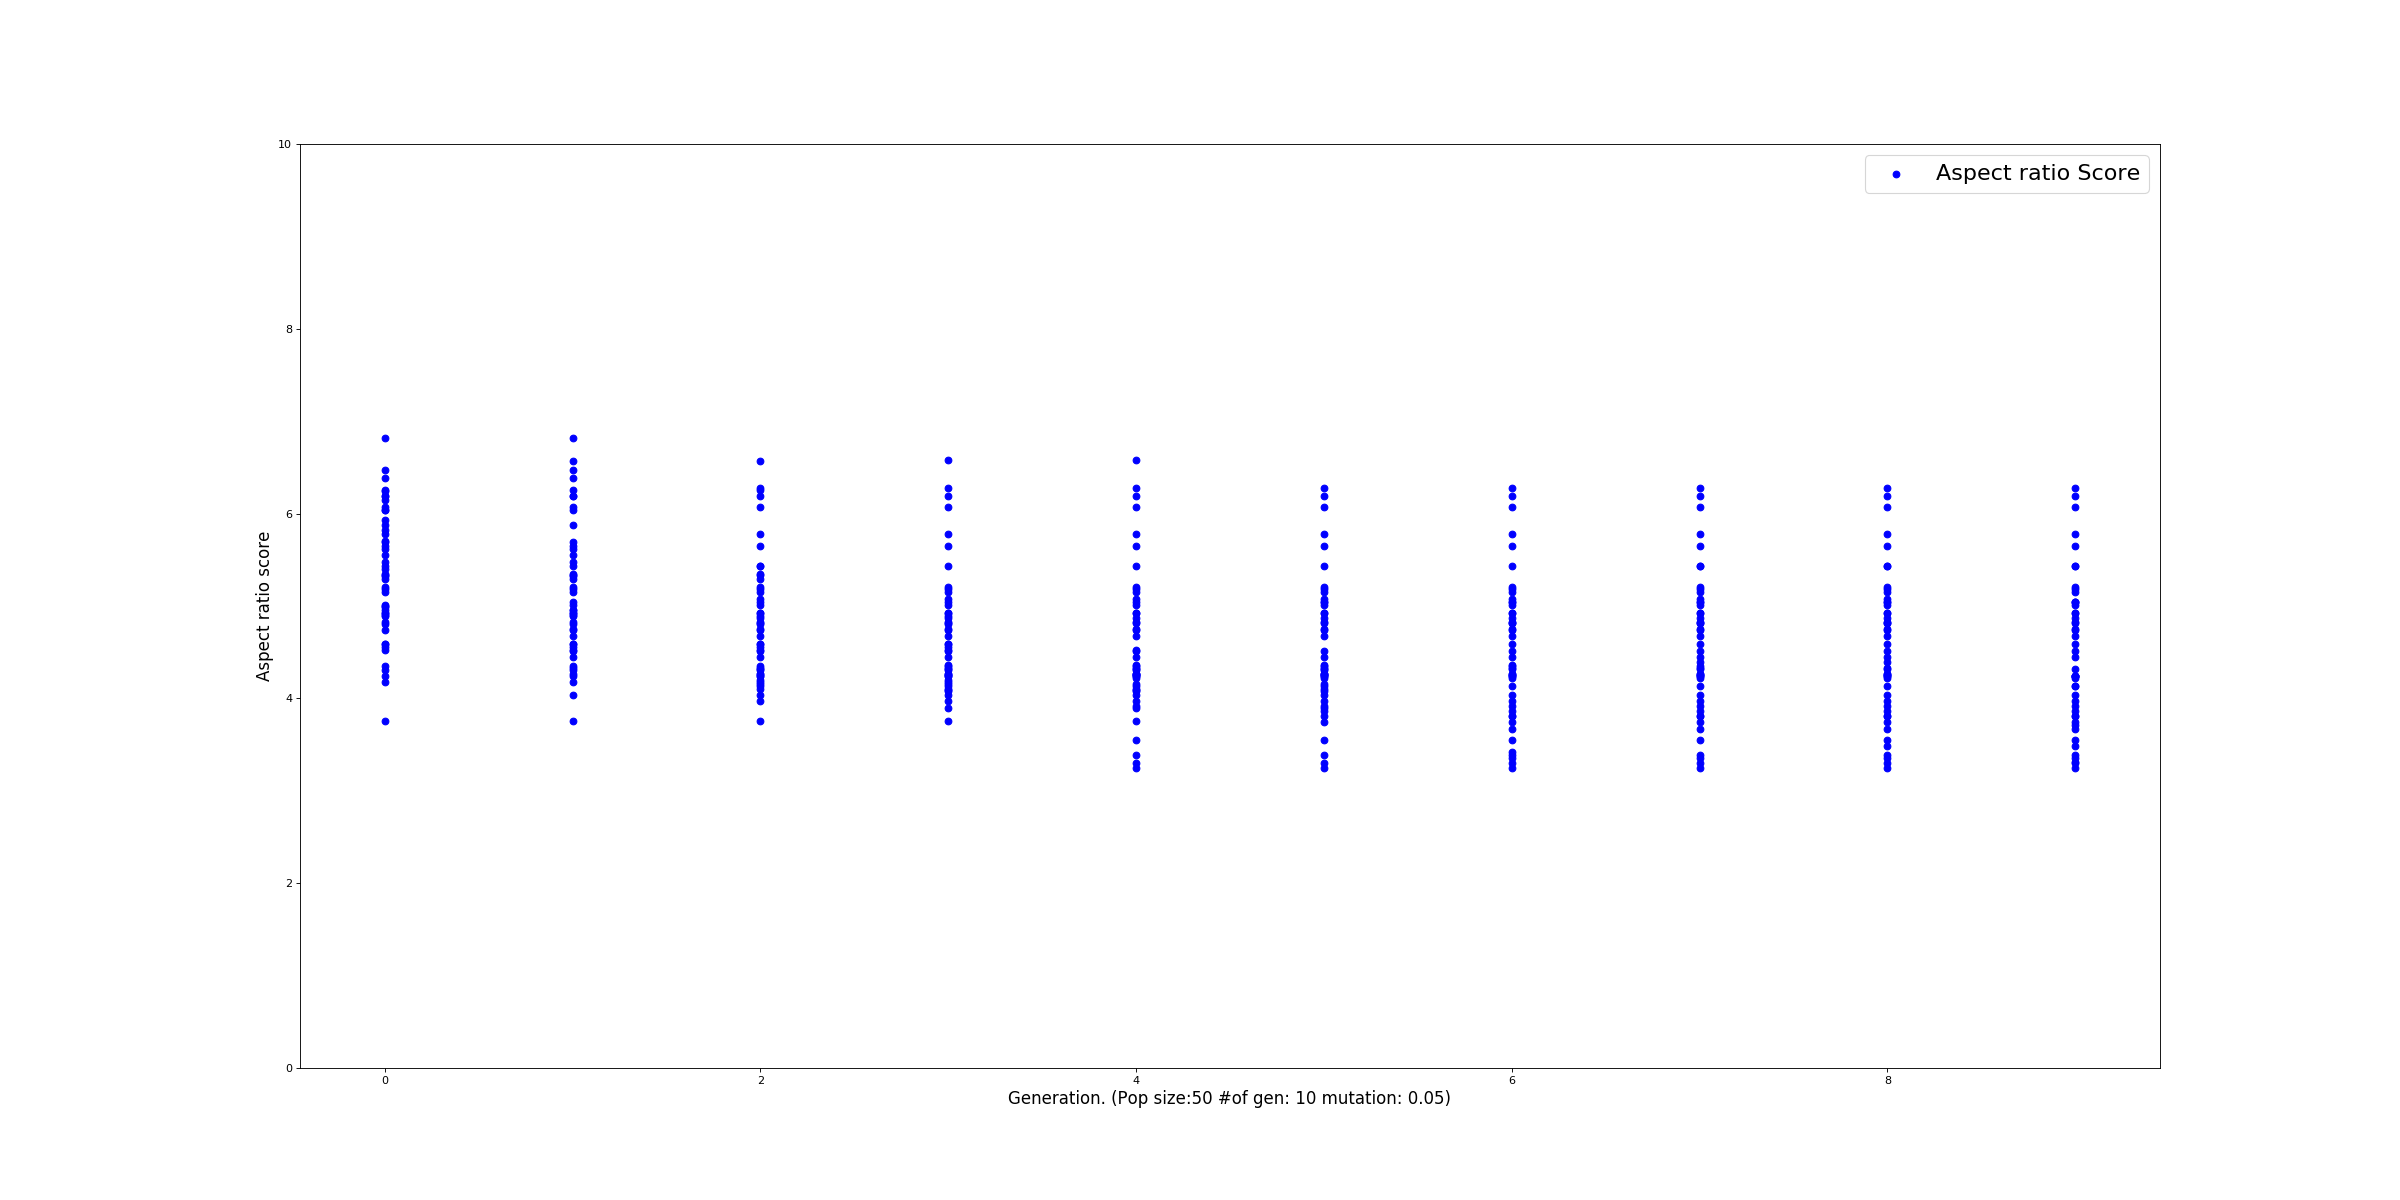 10
Aspect ratio Score
8
6
Aspect ratio score
4
2
0
0 2 4 6 8
Generation. (Pop size:50 #of gen: 10 mutation: 0.05)